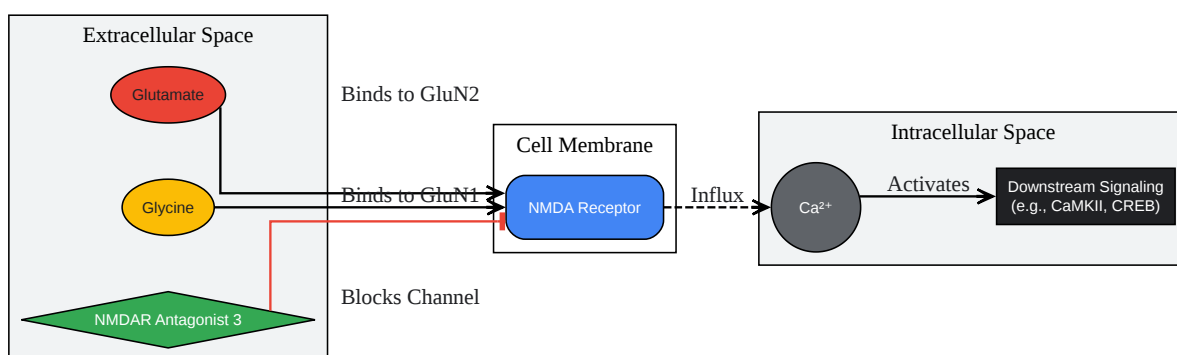 Extracellular Space
Glutamate
Binds to GluN2
Glycine
Binds to GluN1
NMDAR Antagonist 3
Blocks Channel
Cell Membrane
NMDA Receptor
Influx
Intracellular Space
Ca²⁺
Activates
Downstream Signaling
(e.g., CaMKII, CREB)